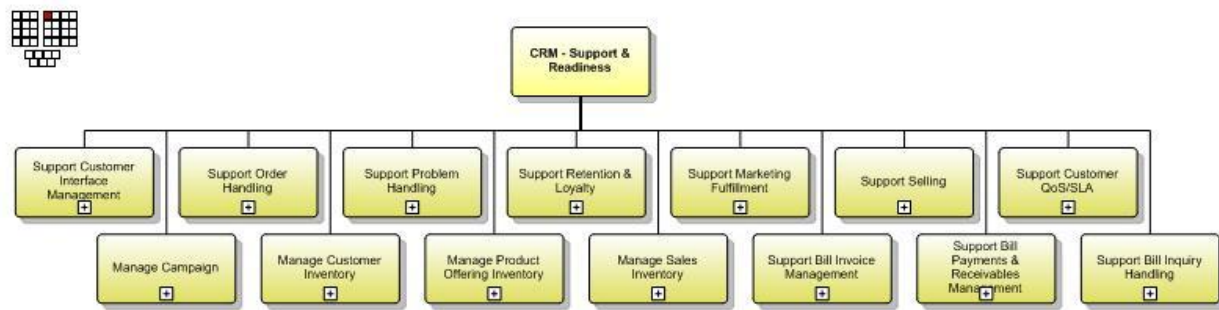 CRM - Support &
Readiness
Support Customer
Interface
Management
Support Order
Handling
Support Problem
Handling
Support Retention &
Loyalty
Support Marketing
Fulfillment
Support Selling
Support Customer
QoS/SLA
Manage Campaign
Manage Customer
Inventory
Manage Product
Offering Inventory
Manage Sales
Inventory
Support Bill Invoice
Management
Support Bill
Payments &
Receivables
Management
Support Bill Inquiry
Handling